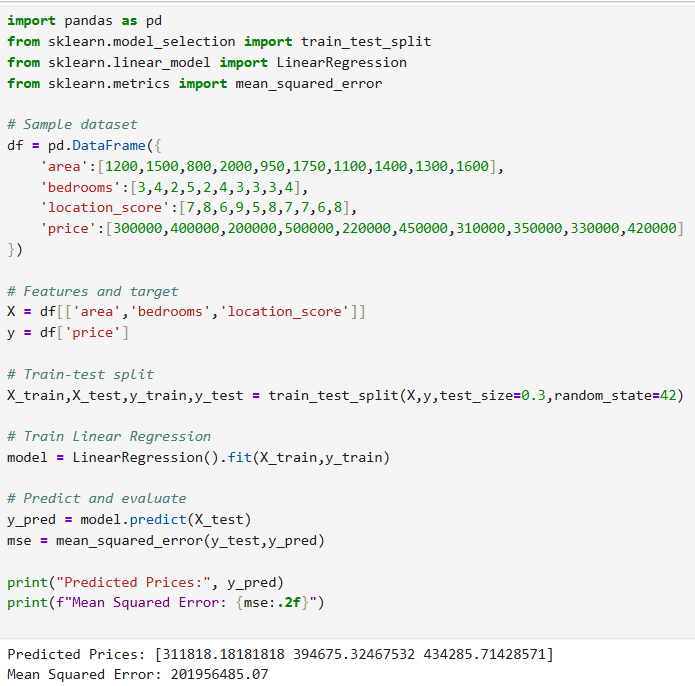 import pandas as pd
from sklearn.model_selection import train_test_split
from sklearn.linear_model import LinearRegression
from sklearn.metrics import mean_squared_error

# Sample dataset
df = pd.DataFrame({
    'area':[1200,1500,800,2000,950,1750,1100,1400,1300,1600],
    'bedrooms':[3,4,2,5,2,4,3,3,3,4],
    'location_score':[7,8,6,9,5,8,7,7,6,8],
    'price':[300000,400000,200000,500000,220000,450000,310000,350000,330000,420000]
})

# Features and target
X = df[['area','bedrooms','location_score']]
y = df['price']

# Train-test split
X_train,X_test,y_train,y_test = train_test_split(X,y,test_size=0.3,random_state=42)

# Train Linear Regression
model = LinearRegression().fit(X_train,y_train)

# Predict and evaluate
y_pred = model.predict(X_test)
mse = mean_squared_error(y_test,y_pred)

print("Predicted Prices:", y_pred)
print(f"Mean Squared Error: {mse:.2f}")

Predicted Prices: [311818.18181818 394675.32467532 434285.71428571]
Mean Squared Error: 201956485.07